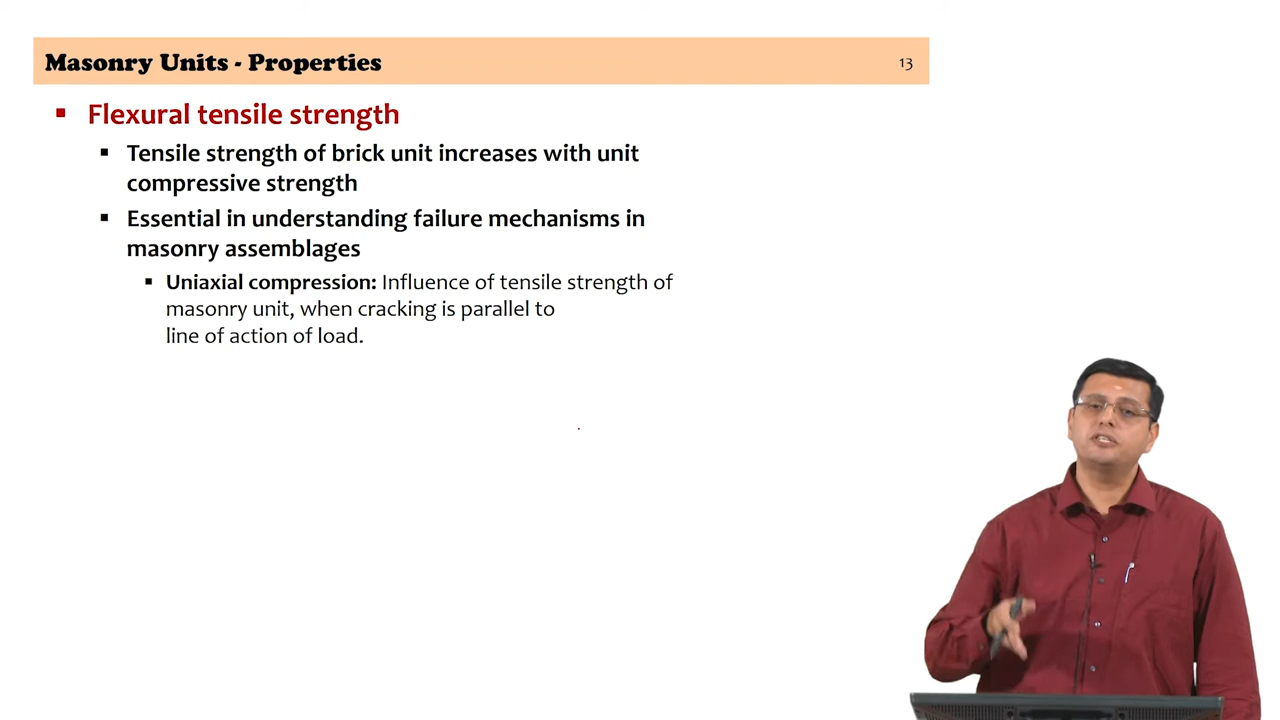 Masonry Units - Properties
13
Flexural tensile strength
Tensile strength of brick unit increases with unit
compressive strength
Essential in understanding failure mechanisms in
masonry assemblages
Uniaxial compression: Influence of tensile strength of
masonry unit, when cracking is parallel to
line of action of load.